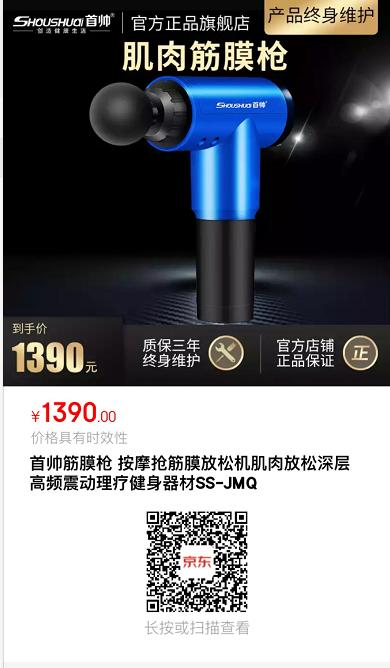 SHOUSHUAI首帅®
创造健康生活
官方正品旗舰店
产品终身维护
肌肉筋膜枪
SHOUSHUAI首帅
到手价
1390元
质保三年
终身维护
官方店铺
正品保证
正
¥1390.00
价格具有时效性
首帅筋膜枪 按摩抢筋膜放松机肌肉放松深层
高频震动理疗健身器材SS-JMQ
京东
长按或扫描查看